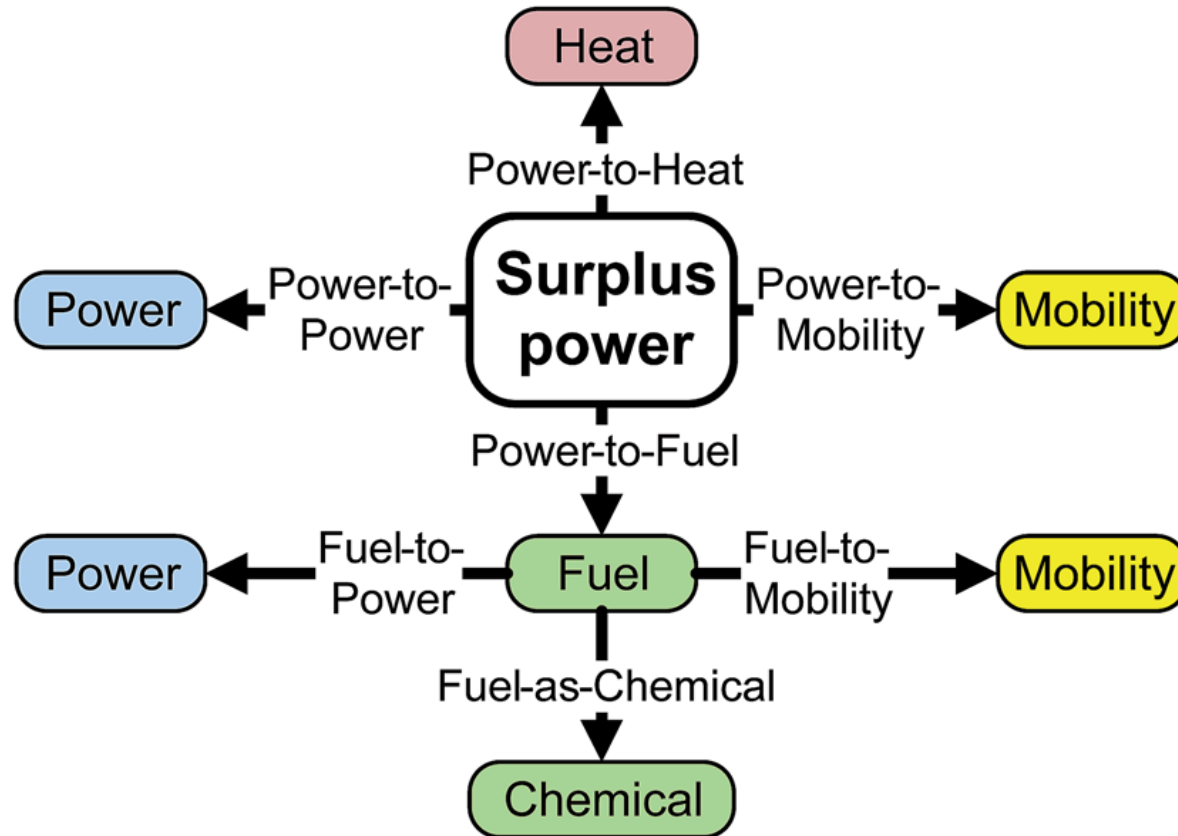 Heat
Power-to-Heat
Surplus
power
Power
Power-to-
Power
Power-to-
Mobility
Mobility
Power-to-Fuel
Power
Fuel-to-
Power
Fuel
Fuel-to-
Mobility
Mobility
Fuel-as-Chemical
Chemical